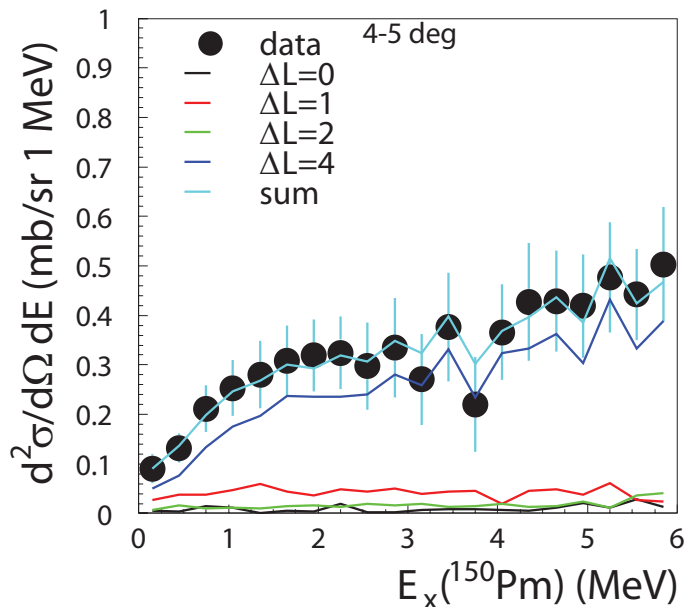 4-5 deg
data
ΔL=0
ΔL=1
ΔL=2
ΔL=4
sum
d²σ/dΩ dE (mb/sr 1 MeV)
1
0.9
0.8
0.7
0.6
0.5
0.4
0.3
0.2
0.1
0
0 1 2 3 4 5 6
Eₓ(¹⁵⁰Pm) (MeV)